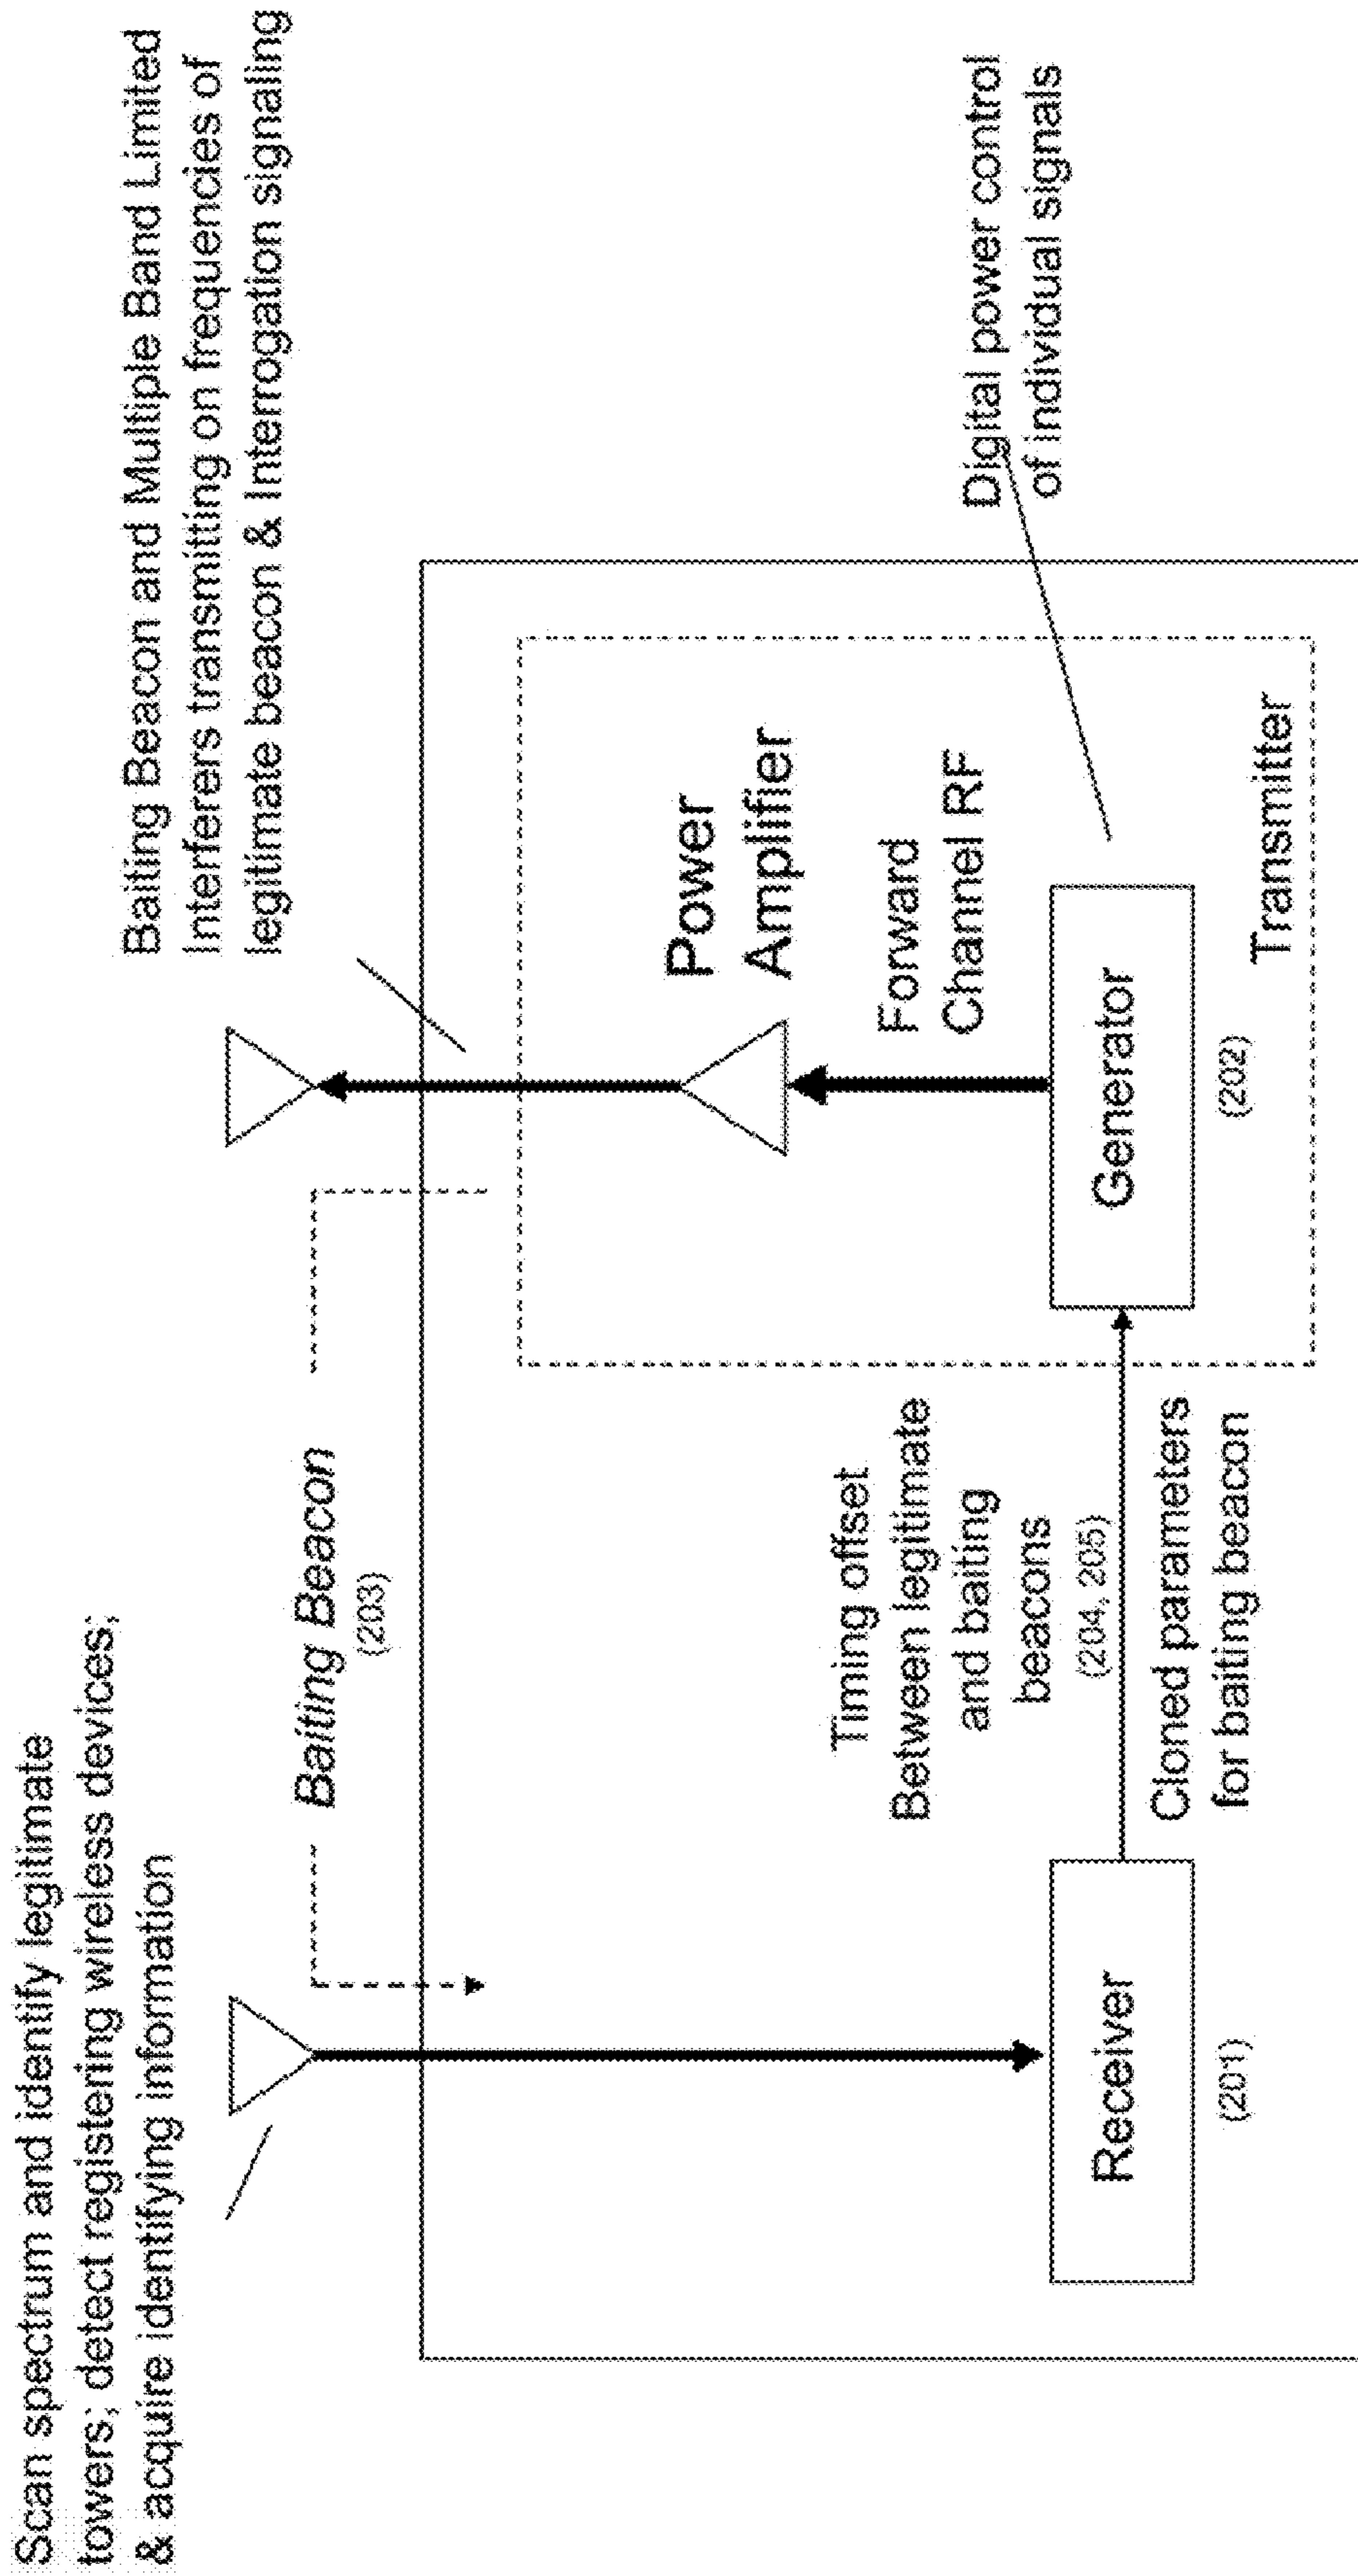 Scan spectrum and identify legitimate
towers; detect registering wireless devices;
& acquire identifying information
Baiting Beacon and Multiple Band Limited
Interferers transmitting on frequencies of
legitimate beacon & Interrogation signaling
Baiting Beacon
(203)
Power
Amplifier
Timing offset
Between legitimate
and baiting
beacons
(204, 205)
Forward
Channel RF
Digital power control
of individual signals
Receiver
(201)
Cloned parameters
for baiting beacon
Generator
(202)
Transmitter